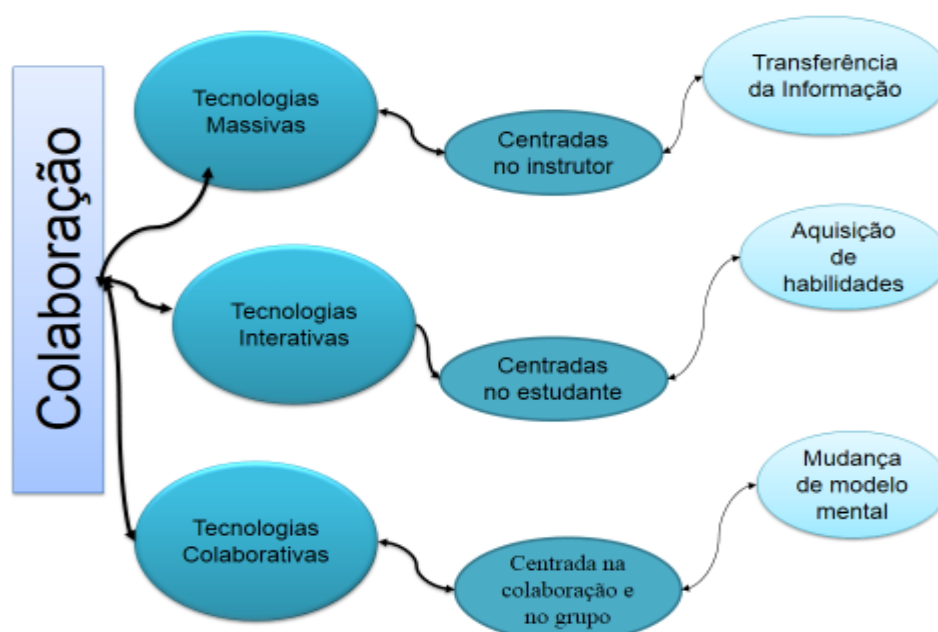 Colaboração
Tecnologias
Massivas
Centradas
no instrutor
Transferência
da Informação
Tecnologias
Interativas
Centradas
no estudante
Aquisição
de
habilidades
Tecnologias
Colaborativas
Centrada na
colaboração e
no grupo
Mudança
de modelo
mental